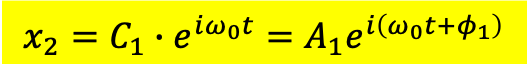 x₂ = C₁ · e^{iω₀t} = A₁e^{i(ω₀t+ϕ₁)}